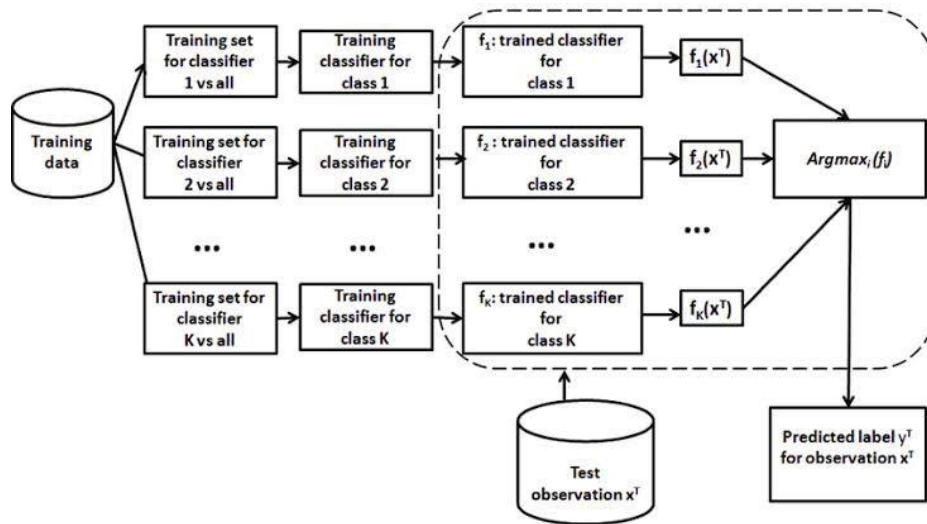 Training
data
Training set
for classifier
1 vs all
Training
classifier for
class 1
f₁: trained classifier
for
class 1
f₁(xᵀ)
Training set for
classifier
2 vs all
Training
classifier for
class 2
f₂ : trained classifier
for
class 2
f₂(xᵀ)
Argmaxᵢ (fᵢ)
...
...
...
...
Training set for
classifier
K vs all
Training
classifier for
class K
f_K: trained classifier
for
class K
f_K(xᵀ)
Test
observation xᵀ
Predicted label yᵀ
for observation xᵀ